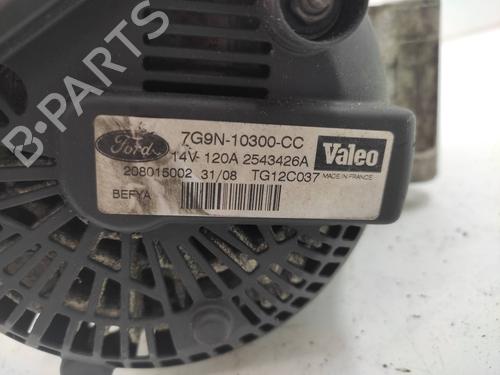 B-PARTS
Ford
7G9N-10300-CC
14V 120A 2543426A
208015002 31/08 TG12C037
BEFYA
Valeo
MADE IN FRANCE